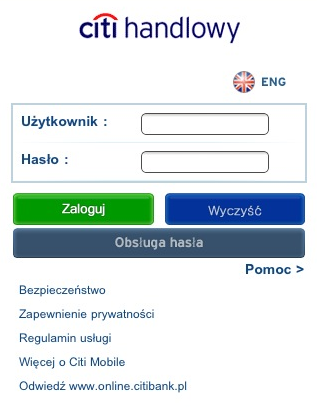 citi handlowy
ENG
Użytkownik :
Hasło :
Zaloguj
Wyczyść
Obsługa hasła
Pomoc >
Bezpieczeństwo
Zapewnienie prywatności
Regulamin usługi
Więcej o Citi Mobile
Odwiedź www.online.citibank.pl